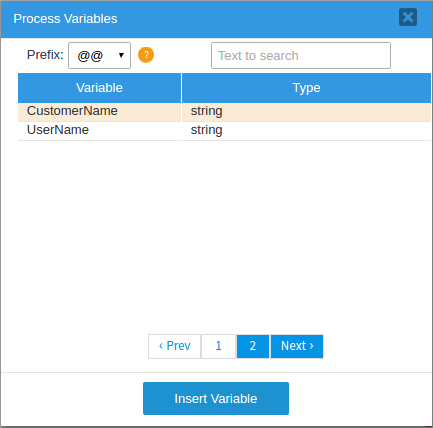 Process Variables
Prefix: @@ ? Text to search
Variable Type
CustomerName string
UserName string
‹ Prev 1 2 Next ›
Insert Variable